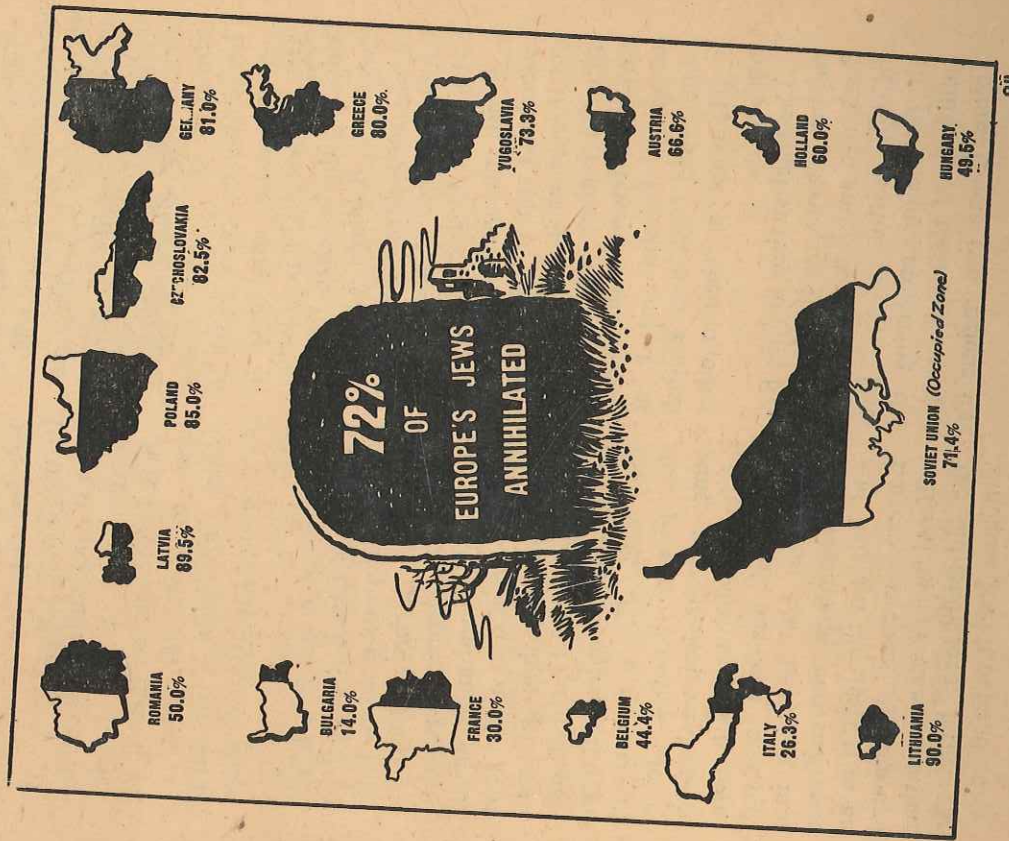 ROMANIA
50.0%
LATVIA
89.5%
POLAND
85.0%
CZECHOSLOVAKIA
82.5%
GERMANY
81.0%
BULGARIA
14.0%
GREECE
80.0%
72%
OF
EUROPE'S JEWS
ANNIHILATED
FRANCE
30.0%
YUGOSLAVIA
73.3%
BELGIUM
44.4%
AUSTRIA
66.6%
ITALY
26.3%
HOLLAND
60.0%
LITHUANIA
90.0%
SOVIET UNION (Occupied Zone)
71.4%
HUNGARY
49.5%